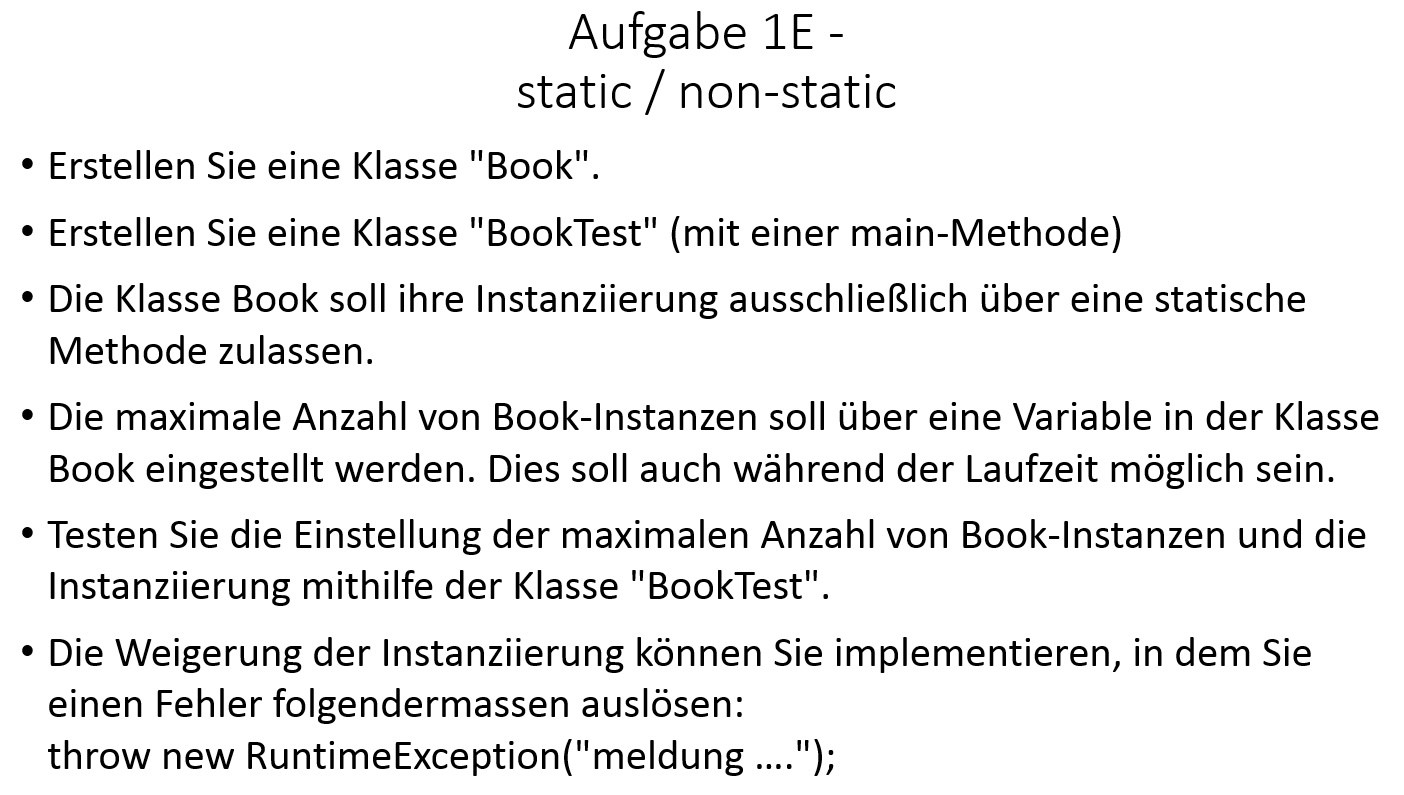 Aufgabe 1E -
static / non-static
• Erstellen Sie eine Klasse "Book".
• Erstellen Sie eine Klasse "BookTest" (mit einer main-Methode)
• Die Klasse Book soll ihre Instanziierung ausschließlich über eine statische
Methode zulassen.
• Die maximale Anzahl von Book-Instanzen soll über eine Variable in der Klasse
Book eingestellt werden. Dies soll auch während der Laufzeit möglich sein.
• Testen Sie die Einstellung der maximalen Anzahl von Book-Instanzen und die
Instanziierung mithilfe der Klasse "BookTest".
• Die Weigerung der Instanziierung können Sie implementieren, in dem Sie
einen Fehler folgendermassen auslösen:
throw new RuntimeException("meldung ….");